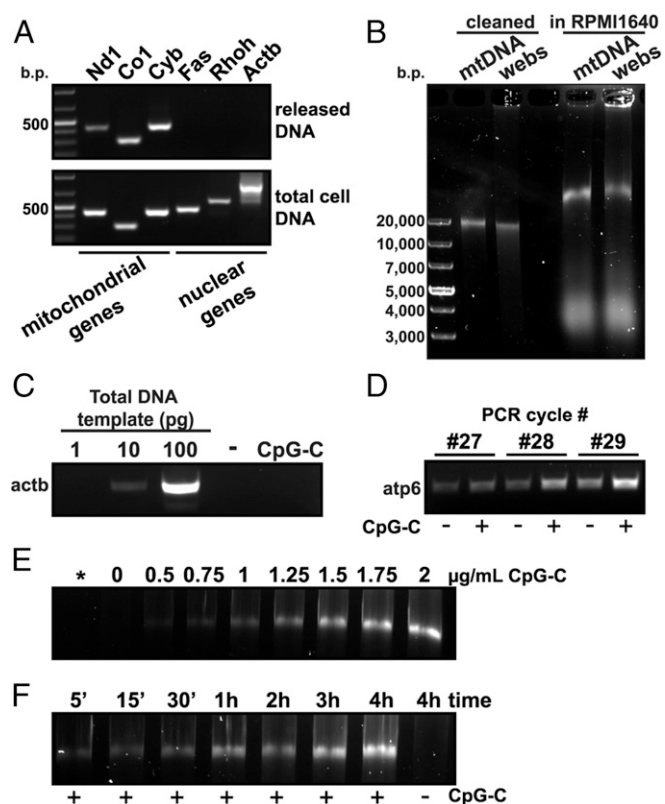 A
b.p.
Nd1 Co1 Cyb Fas Rhoh Actb
500
released DNA
500
total cell DNA
mitochondrial genes
nuclear genes
B
cleaned in RPMI1640
b.p.
mtDNA webs mtDNA webs
20,000
10,000
7,000
5,000
4,000
3,000
C
Total DNA
template (pg)
1 10 100 - CpG-C
actb
D
PCR cycle #
#27 #28 #29
atp6
CpG-C - + - + - +
E
* 0 0.5 0.75 1 1.25 1.5 1.75 2 µg/mL CpG-C
F
5' 15' 30' 1h 2h 3h 4h 4h time
+ + + + + + + - CpG-C